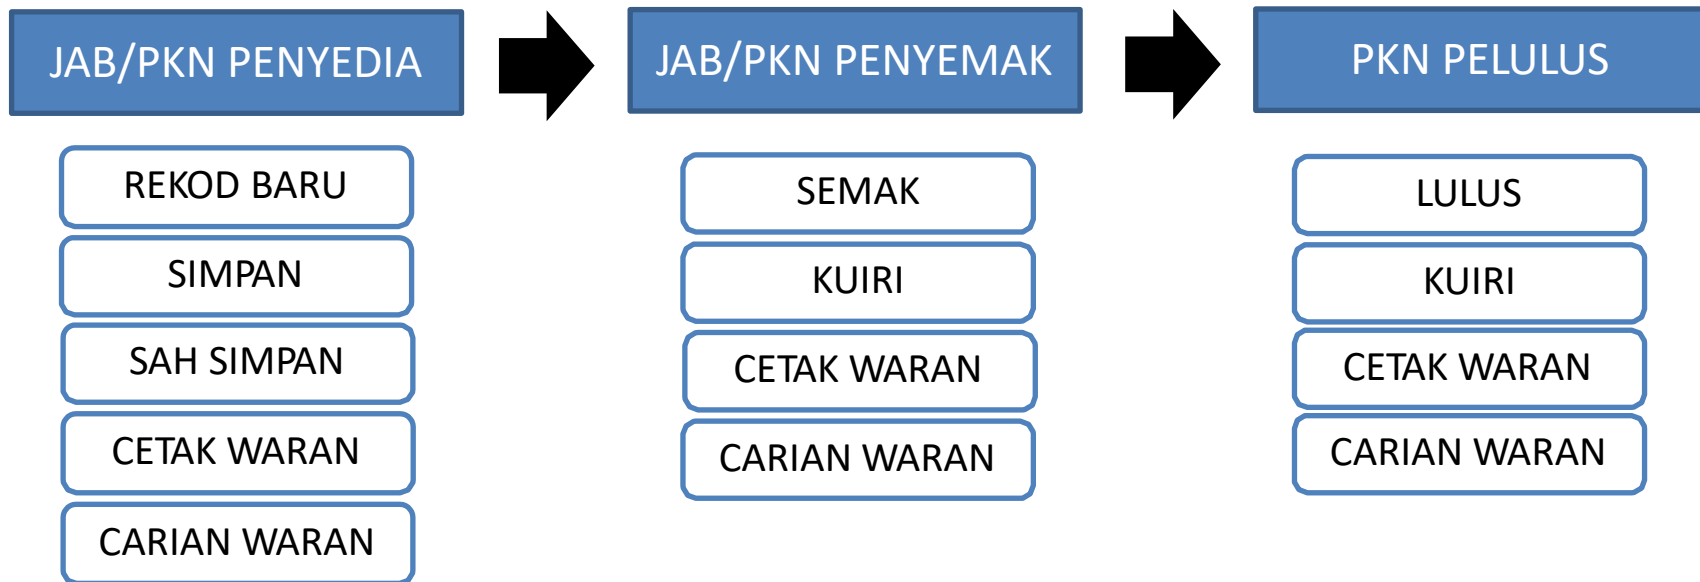 JAB/PKN PENYEDIA
REKOD BARU
SIMPAN
SAH SIMPAN
CETAK WARAN
CARIAN WARAN
JAB/PKN PENYEMAK
SEMAK
KUIRI
CETAK WARAN
CARIAN WARAN
PKN PELULUS
LULUS
KUIRI
CETAK WARAN
CARIAN WARAN